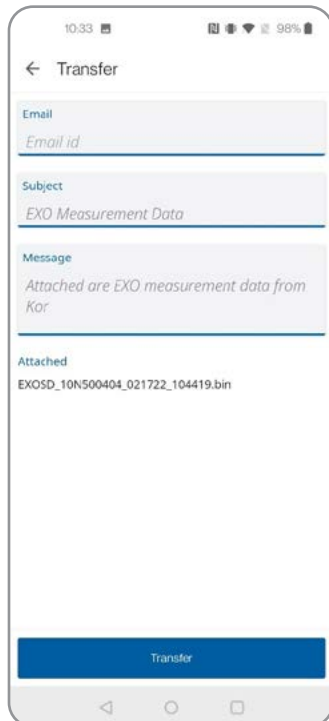 10:33
98%
Transfer
Email
Email id
Subject
EXO Measurement Data
Message
Attached are EXO measurement data from
Kor
Attached
EXOSD_10N500404_021722_104419.bin
Transfer